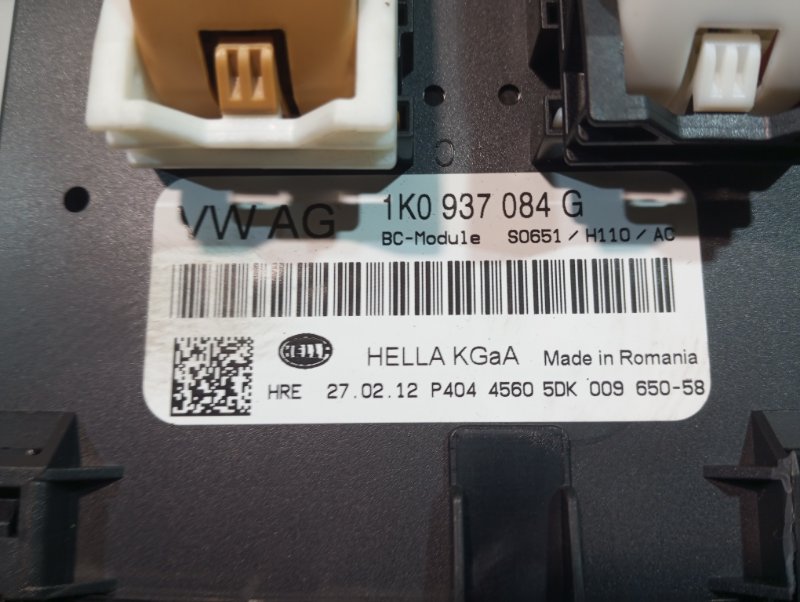 VW AG 1K0 937 084 G
BC-Module S0651 / H110 / AC
HELLA HELLA KGaA Made in Romania
HRE 27.02.12 P404 4560 5DK 009 650-58